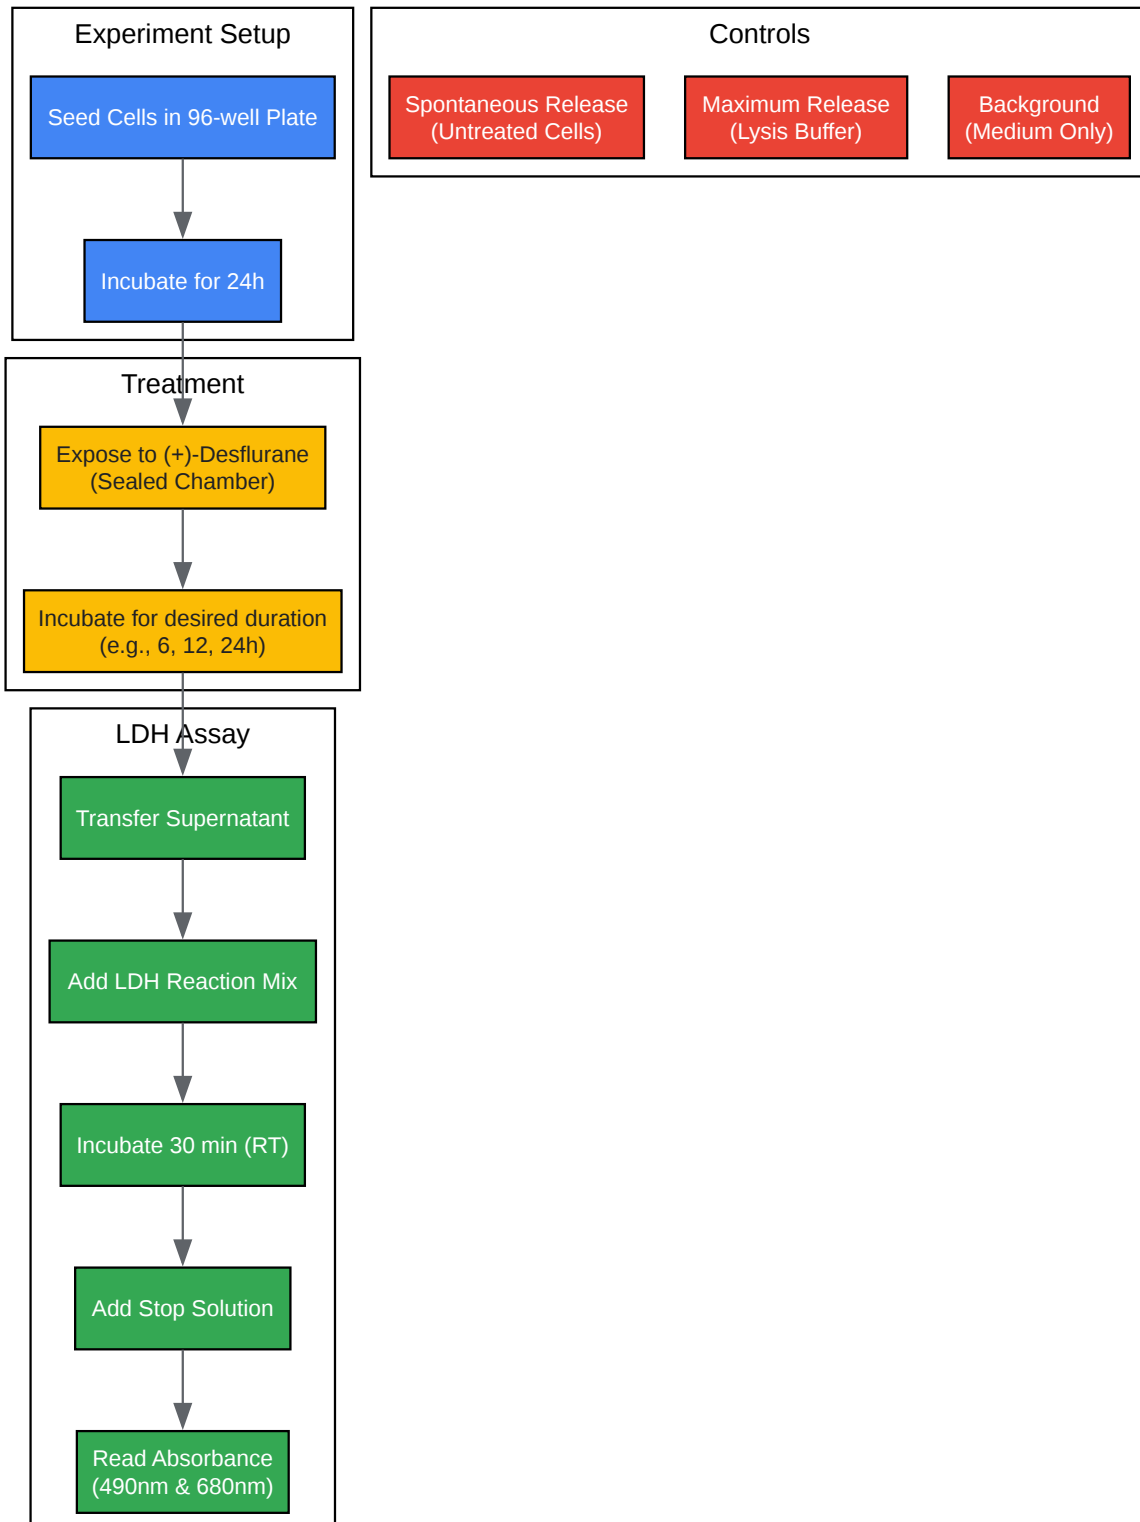 Experiment Setup
Seed Cells in 96-well Plate
Incubate for 24h
Controls
Spontaneous Release
(Untreated Cells)
Maximum Release
(Lysis Buffer)
Background
(Medium Only)
Treatment
Expose to (+)-Desflurane
(Sealed Chamber)
Incubate for desired duration
(e.g., 6, 12, 24h)
LDH Assay
Transfer Supernatant
Add LDH Reaction Mix
Incubate 30 min (RT)
Add Stop Solution
Read Absorbance
(490nm & 680nm)